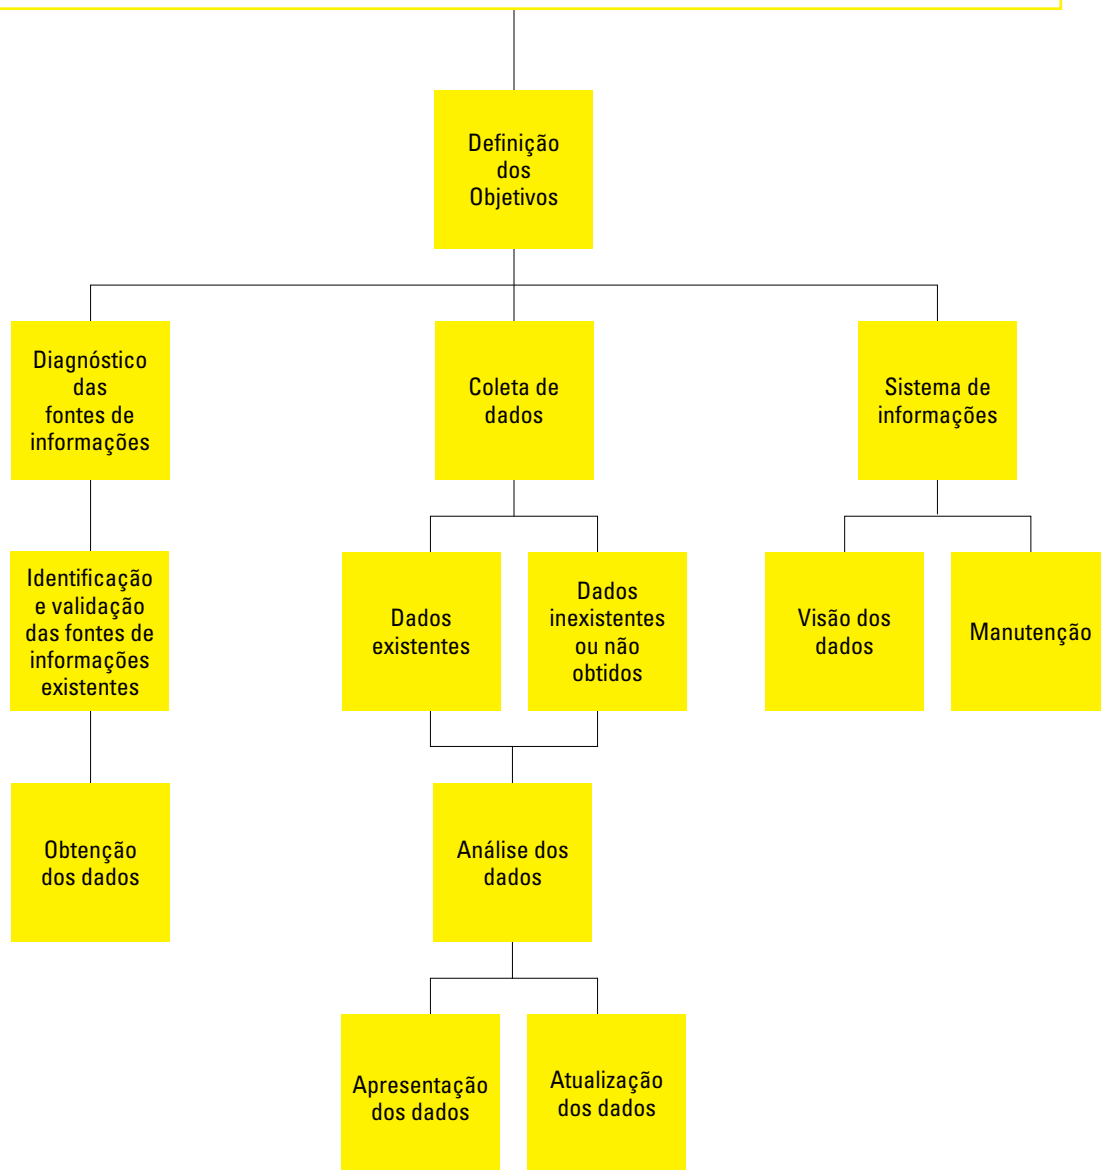 Definição
dos
Objetivos
Diagnóstico
das
fontes de
informações
Coleta de
dados
Sistema de
informações
Identificação
e validação
das fontes de
informações
existentes
Dados
existentes
Dados
inexistentes
ou não
obtidos
Visão dos
dados
Manutenção
Obtenção
dos dados
Análise dos
dados
Apresentação
dos dados
Atualização
dos dados